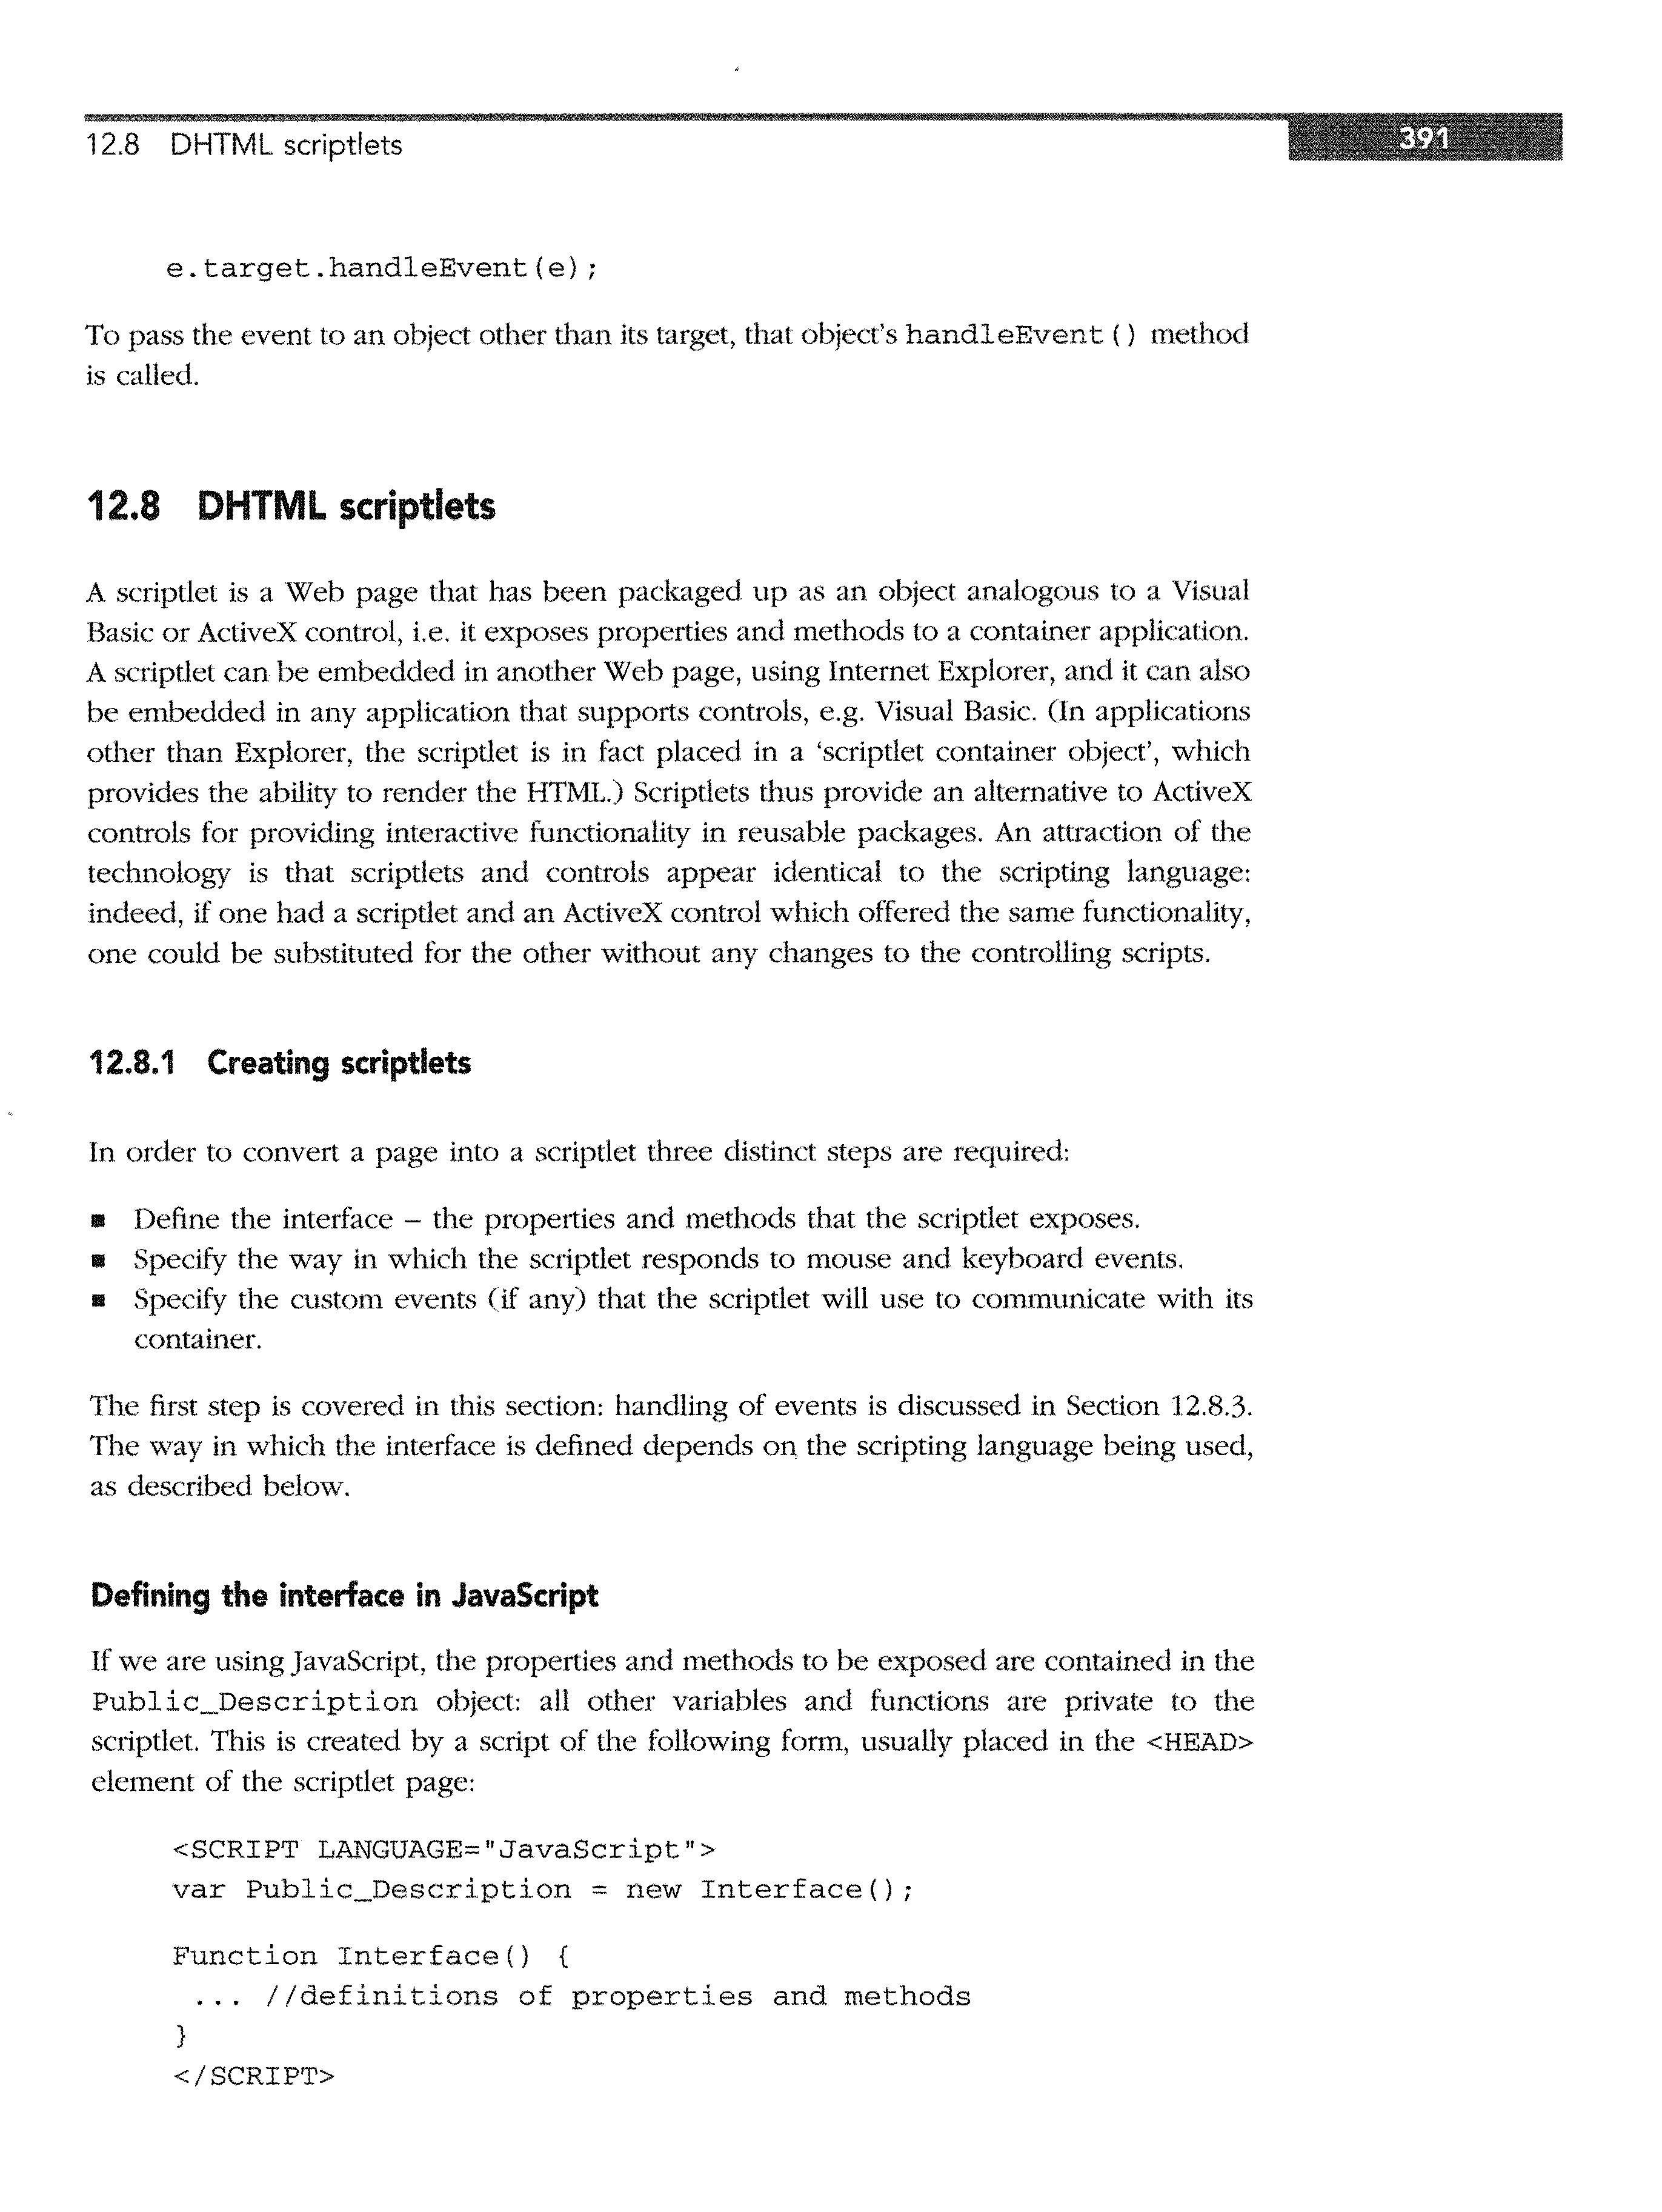 12.8 DHTML scriptlets
391
e.target.handleEvent(e);
To pass the event to an object other than its target, that object's handleEvent() method
is called.
12.8 DHTML scriptlets
A scriptlet is a Web page that has been packaged up as an object analogous to a Visual
Basic or ActiveX control, i.e. it exposes properties and methods to a container application.
A scriptlet can be embedded in another Web page, using Internet Explorer, and it can also
be embedded in any application that supports controls, e.g. Visual Basic. (In applications
other than Explorer, the scriptlet is in fact placed in a ‘scriptlet container object’, which
provides the ability to render the HTML.) Scriptlets thus provide an alternative to ActiveX
controls for providing interactive functionality in reusable packages. An attraction of the
technology is that scriptlets and controls appear identical to the scripting language:
indeed, if one had a scriptlet and an ActiveX control which offered the same functionality,
one could be substituted for the other without any changes to the controlling scripts.
12.8.1 Creating scriptlets
In order to convert a page into a scriptlet three distinct steps are required:
■ Define the interface – the properties and methods that the scriptlet exposes.
■ Specify the way in which the scriptlet responds to mouse and keyboard events.
■ Specify the custom events (if any) that the scriptlet will use to communicate with its
container.
The first step is covered in this section: handling of events is discussed in Section 12.8.3.
The way in which the interface is defined depends on the scripting language being used,
as described below.
Defining the interface in JavaScript
If we are using JavaScript, the properties and methods to be exposed are contained in the
Public_Description object: all other variables and functions are private to the
scriptlet. This is created by a script of the following form, usually placed in the <HEAD>
element of the scriptlet page:
<SCRIPT LANGUAGE="JavaScript">
var Public_Description = new Interface();
Function Interface() {
... //definitions of properties and methods
}
</SCRIPT>